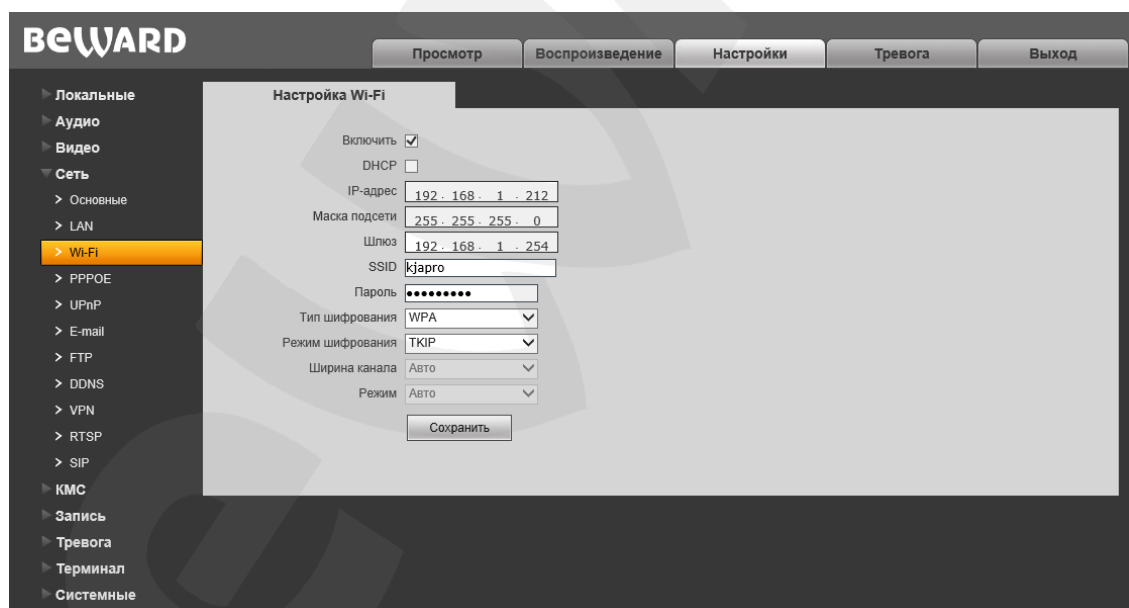 BEWARD
Просмотр Воспроизведение Настройки Тревога Выход
Локальные
Аудио
Видео
Сеть
> Основные
> LAN
> Wi-Fi
> PPPOE
> UPnP
> E-mail
> FTP
> DDNS
> VPN
> RTSP
> SIP
КМС
Запись
Тревога
Терминал
Системные
Настройка Wi-Fi
Включить
DHCP
IP-адрес 192 . 168 . 1 . 212
Маска подсети 255 . 255 . 255 . 0
Шлюз 192 . 168 . 1 . 254
SSID kjapro
Пароль •••••••••
Тип шифрования WPA
Режим шифрования TKIP
Ширина канала Авто
Режим Авто
Сохранить